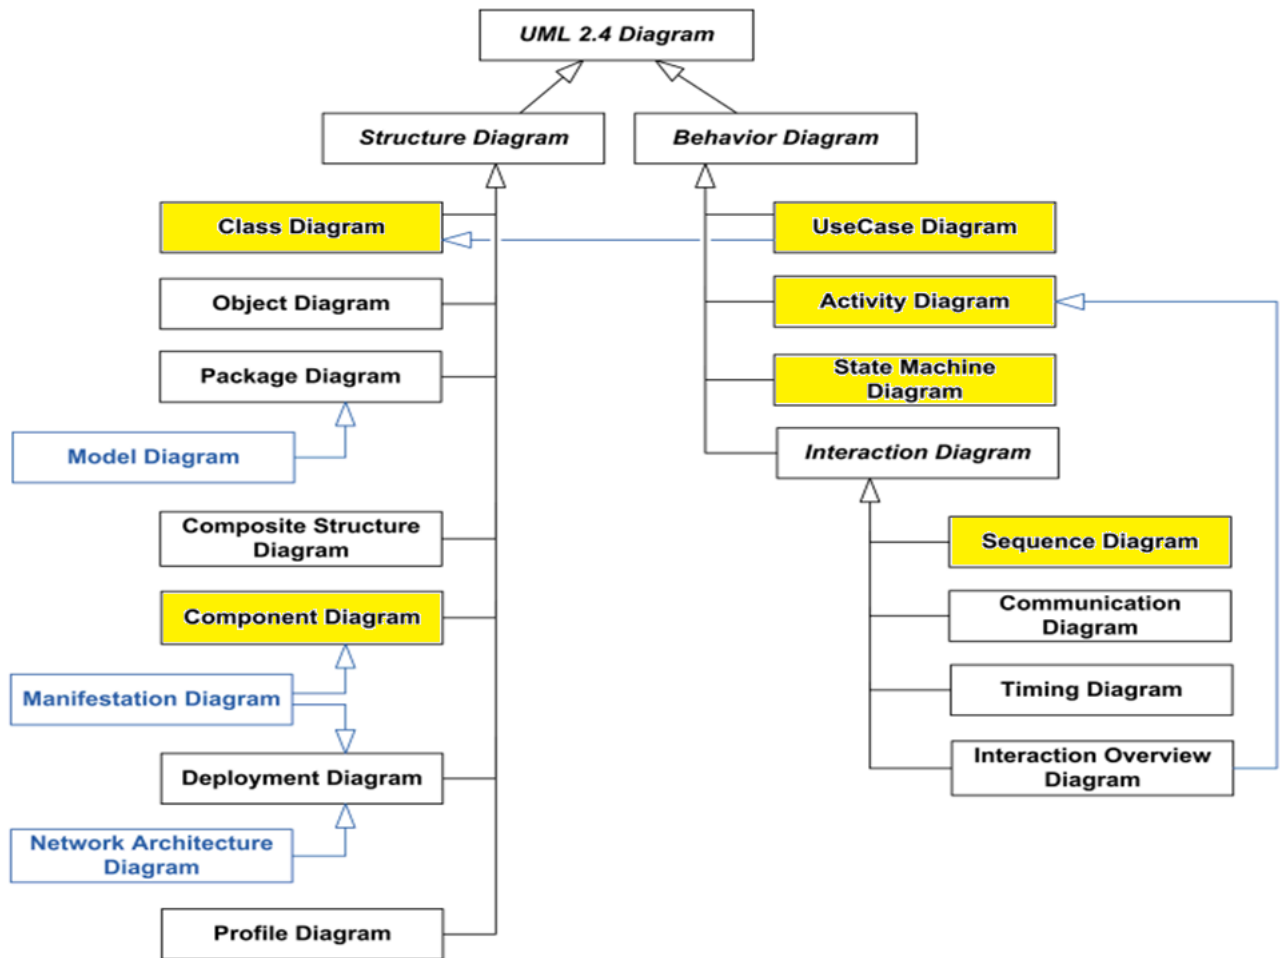 UML 2.4 Diagram
Structure Diagram
Behavior Diagram
Class Diagram
UseCase Diagram
Object Diagram
Activity Diagram
Package Diagram
State Machine
Diagram
Model Diagram
Interaction Diagram
Composite Structure
Diagram
Sequence Diagram
Component Diagram
Communication
Diagram
Manifestation Diagram
Timing Diagram
Deployment Diagram
Interaction Overview
Diagram
Network Architecture
Diagram
Profile Diagram